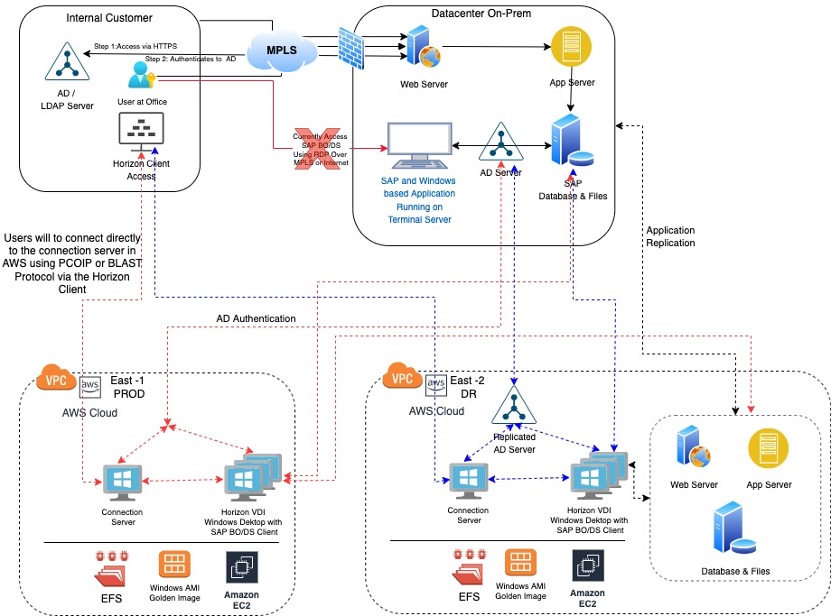 Internal Customer
Datacenter On-Prem
Step 1:Access via HTTPS
Step 2: Authenticates to AD
MPLS
AD /
LDAP Server
User at Office
Web Server
App Server
Horizon Client
Access
Currently Access
SAP BO/DS
Using RDP Over
MPLS or Internet
SAP and Windows
based Application
Running on
Terminal Server
AD Server
SAP
Database & Files
Users will to connect directly
to the connection server in
AWS using PCOIP or BLAST
Protocol via the Horizon
Client
Application
Replication
AD Authentication
VPC
aws
East -1
PROD
AWS Cloud
VPC
aws
East -2
DR
AWS Cloud
Replicated
AD Server
Connection
Server
Horizon VDI
Windows Dektop with
SAP BO/DS Client
Connection
Server
Horizon VDI
Windows Dektop with
SAP BO/DS Client
Web Server
App Server
Database & Files
EFS
Windows AMI
Golden Image
Amazon
EC2
EFS
Windows AMI
Golden Image
Amazon
EC2